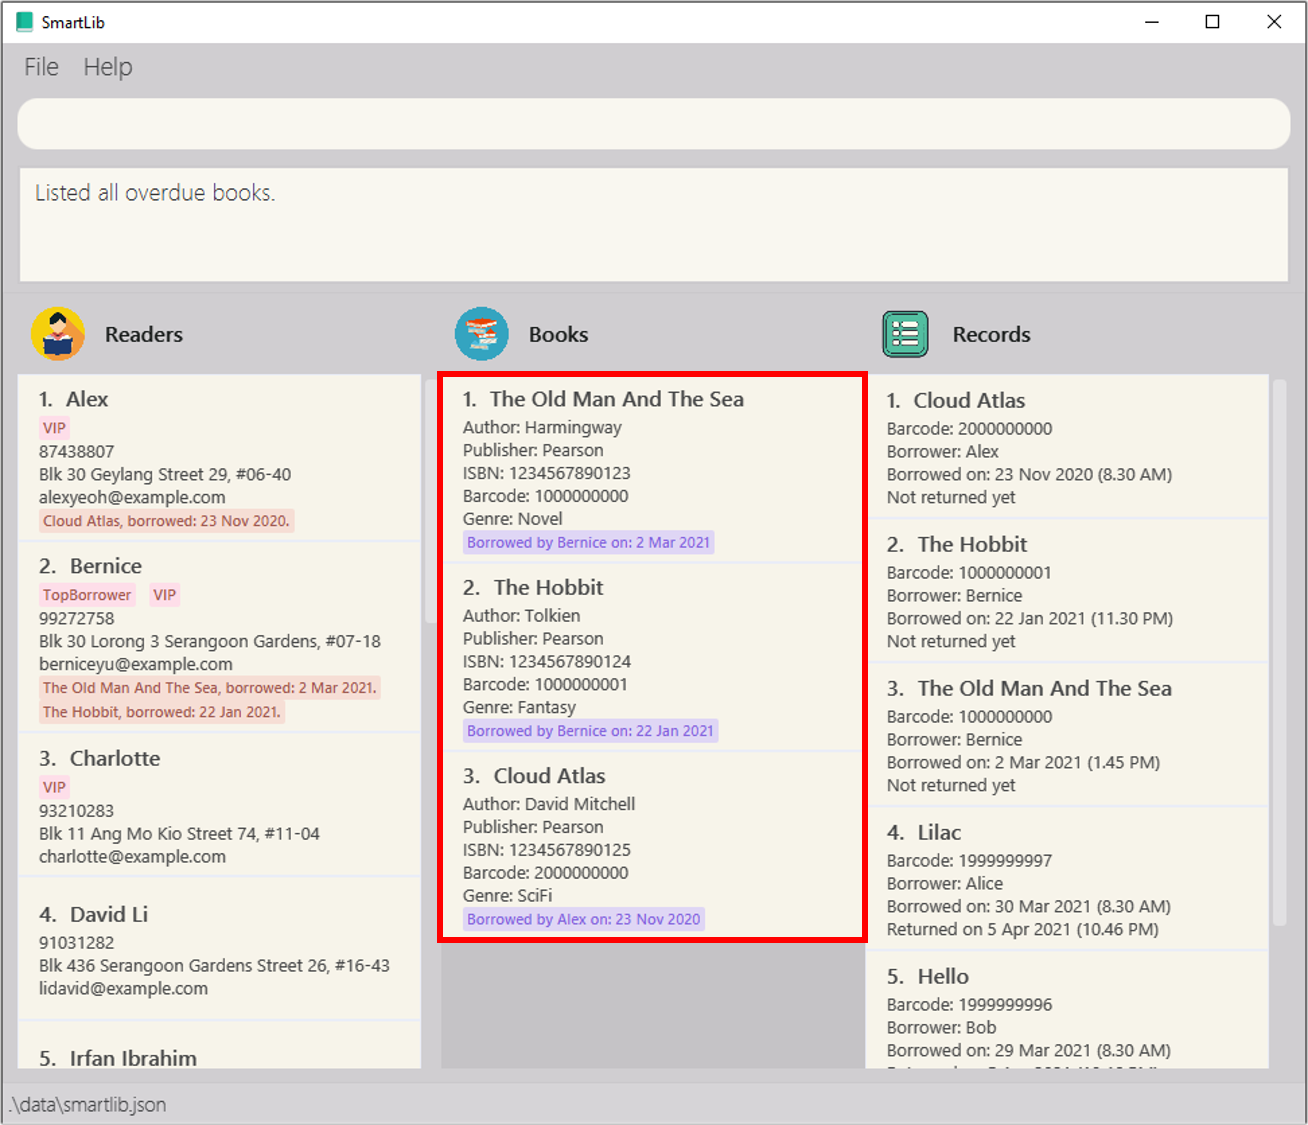 SmartLib
File Help
Listed all overdue books.
Readers
1. Alex
VIP
87438807
Blk 30 Geylang Street 29, #06-40
alexyeoh@example.com
Cloud Atlas, borrowed: 23 Nov 2020.
2. Bernice
TopBorrower VIP
99272758
Blk 30 Lorong 3 Serangoon Gardens, #07-18
berniceyu@example.com
The Old Man And The Sea, borrowed: 2 Mar 2021.
The Hobbit, borrowed: 22 Jan 2021.
3. Charlotte
VIP
93210283
Blk 11 Ang Mo Kio Street 74, #11-04
charlotte@example.com
4. David Li
91031282
Blk 436 Serangoon Gardens Street 26, #16-43
lidavid@example.com
5. Irfan Ibrahim
Books
1. The Old Man And The Sea
Author: Harmingway
Publisher: Pearson
ISBN: 1234567890123
Barcode: 1000000000
Genre: Novel
Borrowed by Bernice on: 2 Mar 2021
2. The Hobbit
Author: Tolkien
Publisher: Pearson
ISBN: 1234567890124
Barcode: 1000000001
Genre: Fantasy
Borrowed by Bernice on: 22 Jan 2021
3. Cloud Atlas
Author: David Mitchell
Publisher: Pearson
ISBN: 1234567890125
Barcode: 2000000000
Genre: SciFi
Borrowed by Alex on: 23 Nov 2020
Records
1. Cloud Atlas
Barcode: 2000000000
Borrower: Alex
Borrowed on: 23 Nov 2020 (8.30 AM)
Not returned yet
2. The Hobbit
Barcode: 1000000001
Borrower: Bernice
Borrowed on: 22 Jan 2021 (11.30 PM)
Not returned yet
3. The Old Man And The Sea
Barcode: 1000000000
Borrower: Bernice
Borrowed on: 2 Mar 2021 (1.45 PM)
Not returned yet
4. Lilac
Barcode: 1999999997
Borrower: Alice
Borrowed on: 30 Mar 2021 (8.30 AM)
Returned on 5 Apr 2021 (10.46 PM)
5. Hello
Barcode: 1999999996
Borrower: Bob
Borrowed on: 29 Mar 2021 (8.30 AM)
.\data\smartlib.json